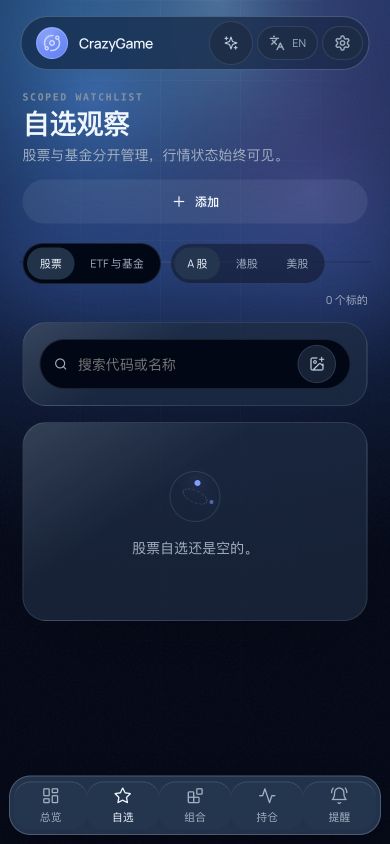 CrazyGame
EN
SCOPED WATCHLIST
自选观察
股票与基金分开管理，行情状态始终可见。
添加
股票 ETF 与基金 A 股 港股 美股
0 个标的
搜索代码或名称
股票自选还是空的。
总览 自选 组合 持仓 提醒